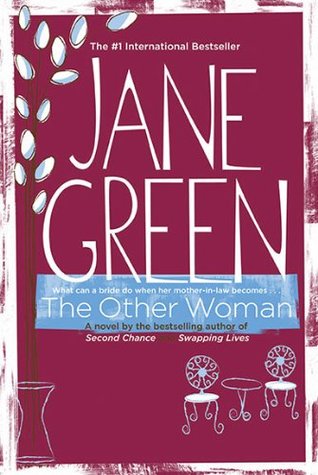 The #1 International Bestseller
JANE
GREEN
What can a bride do when her mother-in-law becomes . . .
The Other Woman
A novel by the bestselling author of
Second Chance and Swapping Lives